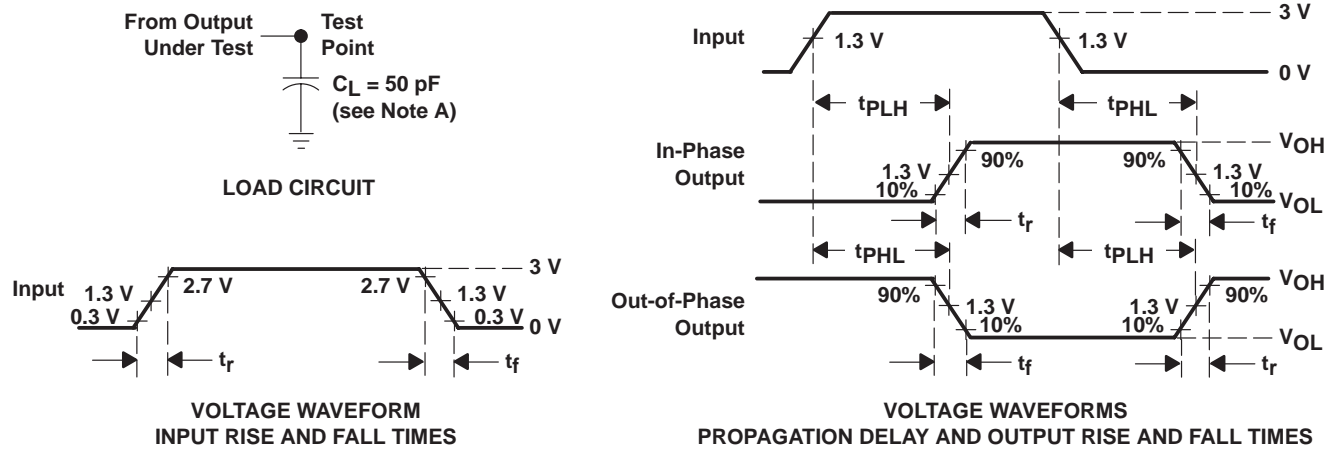 From Output
Under Test
Test
Point
CL = 50 pF
(see Note A)
LOAD CIRCUIT
Input
1.3 V
0.3 V
2.7 V
2.7 V
3 V
1.3 V
0.3 V
0 V
tr
tf
VOLTAGE WAVEFORM
INPUT RISE AND FALL TIMES
Input
1.3 V
1.3 V
3 V
0 V
tPLH
tPHL
In-Phase
Output
1.3 V
10%
90%
90%
1.3 V
10%
VOH
VOL
tr
tf
tPHL
tPLH
Out-of-Phase
Output
90%
1.3 V
10%
1.3 V
10%
90%
VOH
VOL
tf
tr
VOLTAGE WAVEFORMS
PROPAGATION DELAY AND OUTPUT RISE AND FALL TIMES